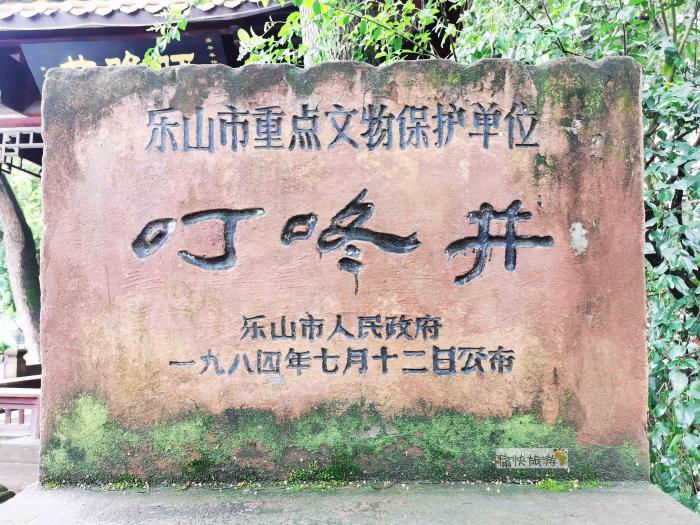 乐山市重点文物保护单位
叮咚井
乐山市人民政府
一九八四年七月十二日公布